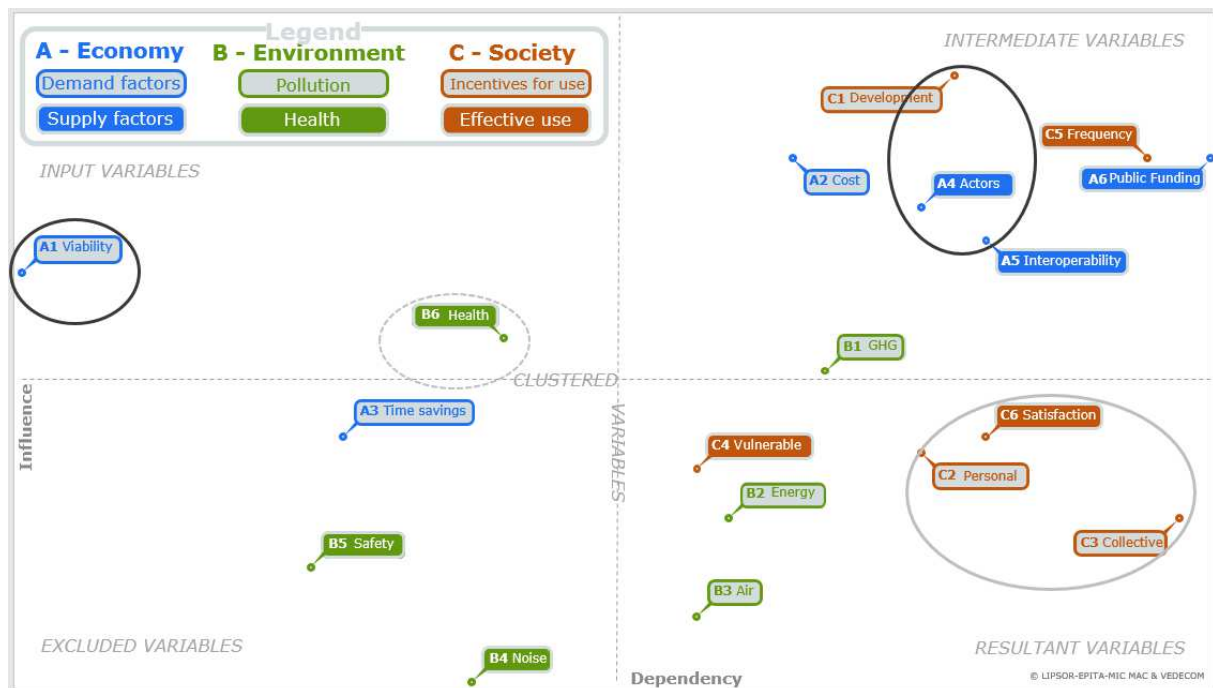 Legend
A - Economy
B - Environment
C - Society
Demand factors
Pollution
Incentives for use
Supply factors
Health
Effective use
INTERMEDIATE VARIABLES
C1 Development
C5 Frequency
INPUT VARIABLES
A2 Cost
A4 Actors
A6 Public Funding
A1 Viability
A5 Interoperability
B6 Health
B1 GHG
CLUSTERED
VARIABLES
Influence
A3 Time savings
C6 Satisfaction
C4 Vulnerable
C2 Personal
B2 Energy
B5 Safety
C3 Collective
B3 Air
EXCLUDED VARIABLES
RESULTANT VARIABLES
B4 Noise
Dependency
© LIPSOR-EPITA-MIC MAC & VEDECOM